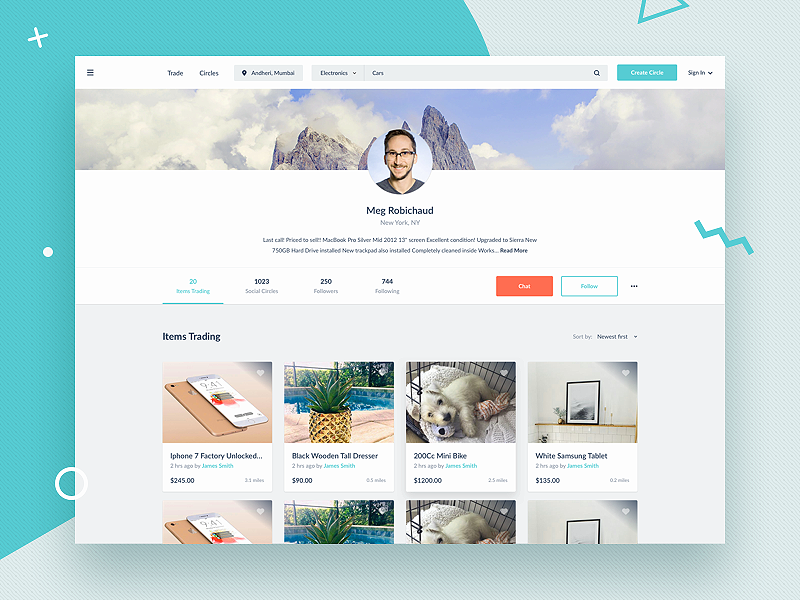 Trade Circles Andheri, Mumbai Electronics Cars Create Circle Sign In
Meg Robichaud
New York, NY
Last call! Priced to sell!! MacBook Pro Silver Mid 2012 13" screen Excellent condition! Upgraded to Sierra New
750GB Hard Drive installed New trackpad also installed Completely cleaned inside Works... Read More
20 1023 250 744
Items Trading Social Circles Followers Following
Chat Follow
Items Trading
Sort by: Newest first
9:41 
Iphone 7 Factory Unlocked... Black Wooden Tall Dresser 200Cc Mini Bike White Samsung Tablet
2 hrs ago by James Smith 2 hrs ago by James Smith 2 hrs ago by James Smith 2 hrs ago by James Smith
$245.00 3.1 miles $90.00 0.5 miles $1200.00 2.5 miles $135.00 0.2 miles
9:41